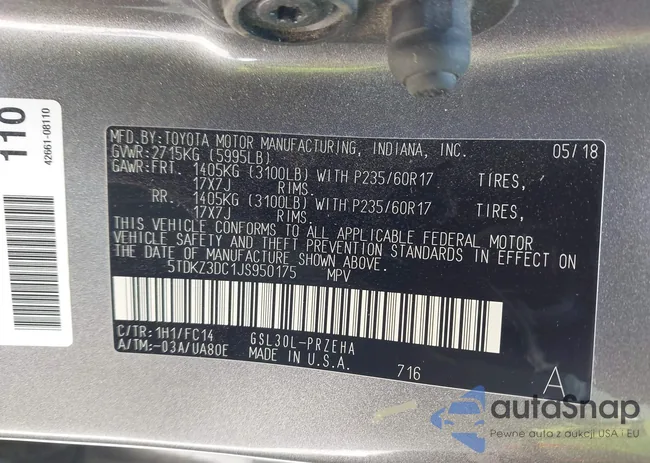 110
42661-08110
MFD.BY:TOYOTA MOTOR MANUFACTURING, INDIANA, INC. 05/18
GVWR:2715KG (5995LB)
GAWR:FRT. 1405KG (3100LB) WITH P235/60R17 TIRES,
17X7J RIMS.
RR. 1405KG (3100LB) WITH P235/60R17 TIRES,
17X7J RIMS.
THIS VEHICLE CONFORMS TO ALL APPLICABLE FEDERAL MOTOR
VEHICLE SAFETY AND THEFT PREVENTION STANDARDS IN EFFECT ON
THE DATE OF MANUFACTURE SHOWN ABOVE.
5TDKZ3DC1JS950175 MPV
C/TR:1H1/FC14 GSL30L-PRZEHA
A/TM:-03A/UA80E MADE IN U.S.A. 716 A
autoSnap
Pewne auta z aukcji USA i EU